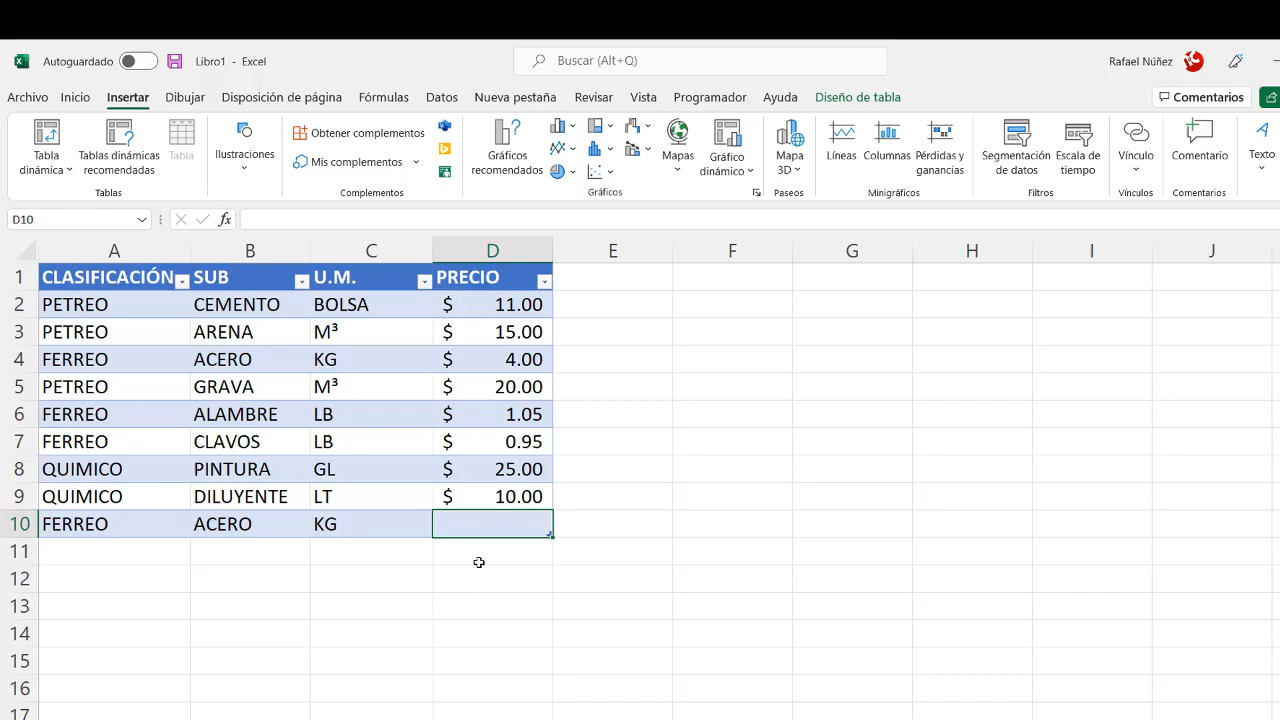 Autoguardado Libro1 - Excel Buscar (Alt+Q) Rafael Núñez
Archivo Inicio Insertar Dibujar Disposición de página Fórmulas Datos Nueva pestaña Revisar Vista Programador Ayuda Diseño de tabla Comentarios
Tabla dinámica
Tablas dinámicas recomendadas
Tabla
Tablas
Ilustraciones
Obtener complementos
Mis complementos
Complementos
Gráficos recomendados
Mapas
Gráfico dinámico
Gráficos
Mapa 3D
Paseos
Líneas
Columnas
Pérdidas y ganancias
Minigráficos
Segmentación de datos
Escala de tiempo
Filtros
Vínculo
Vínculos
Comentario
Comentarios
Texto
D10 fx
A B C D E F G H I J
1 CLASIFICACIÓN SUB U.M. PRECIO
2 PETREO CEMENTO BOLSA $ 11.00
3 PETREO ARENA M³ $ 15.00
4 FERREO ACERO KG $ 4.00
5 PETREO GRAVA M³ $ 20.00
6 FERREO ALAMBRE LB $ 1.05
7 FERREO CLAVOS LB $ 0.95
8 QUIMICO PINTURA GL $ 25.00
9 QUIMICO DILUYENTE LT $ 10.00
10 FERREO ACERO KG
11
12
13
14
15
16
17